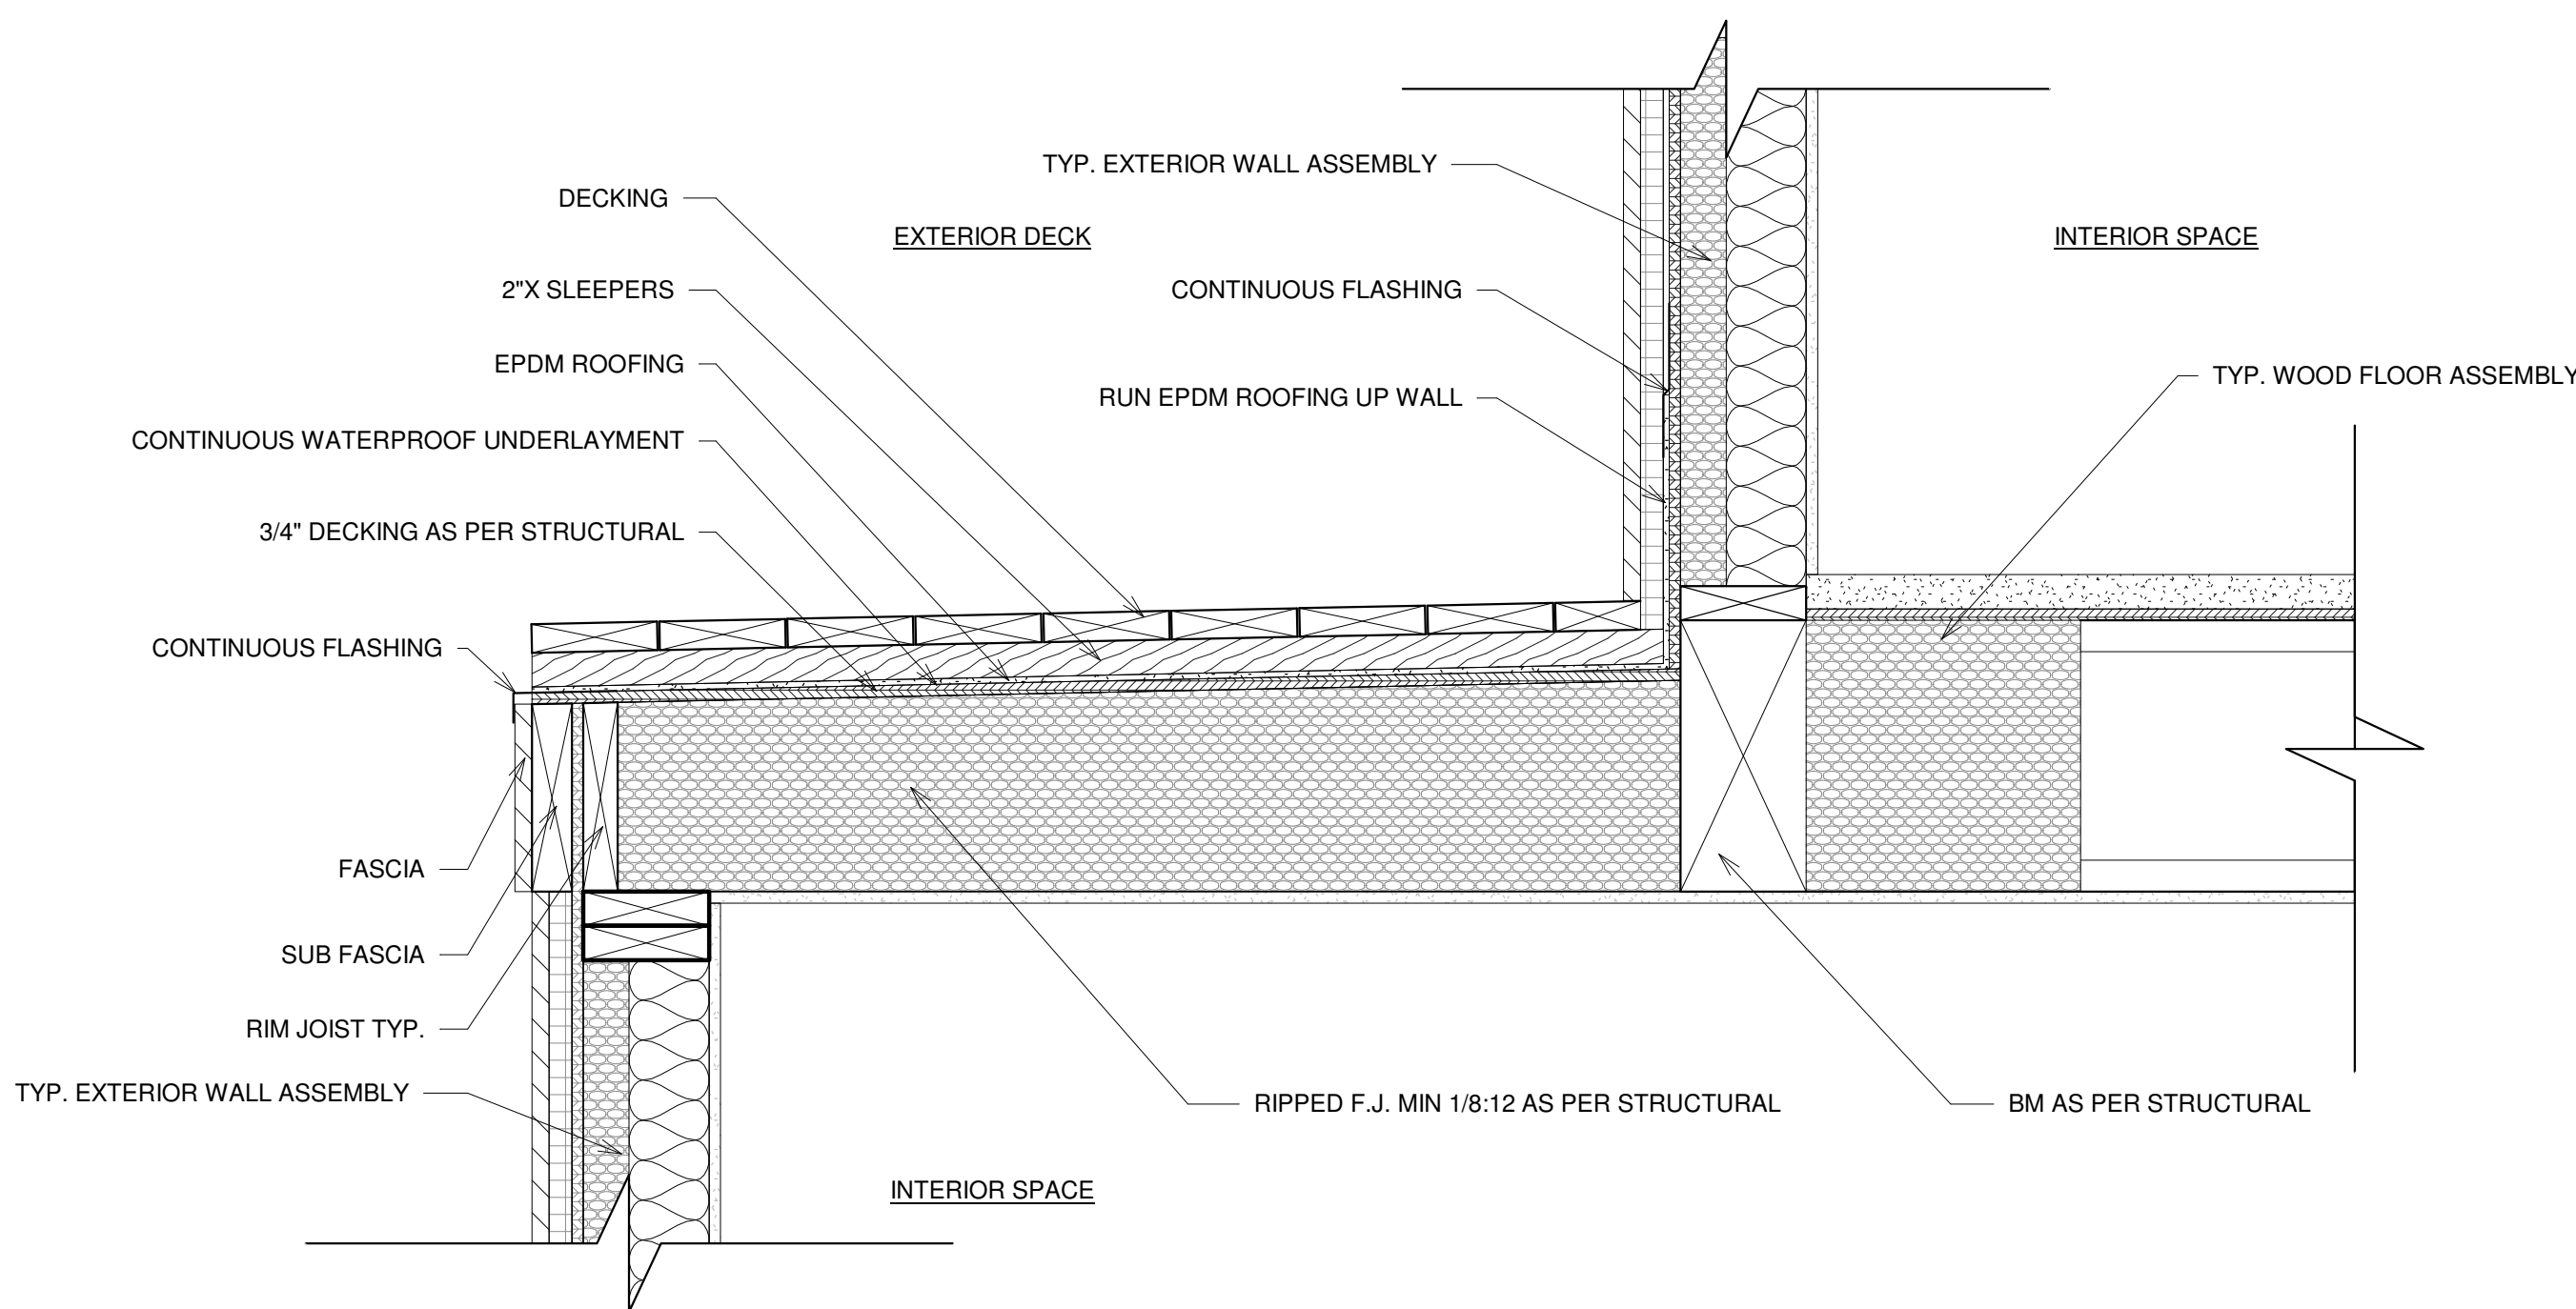 TYP. EXTERIOR WALL ASSEMBLY
DECKING
EXTERIOR DECK
INTERIOR SPACE
2"X SLEEPERS
CONTINUOUS FLASHING
EPDM ROOFING
TYP. WOOD FLOOR ASSEMBLY
RUN EPDM ROOFING UP WALL
CONTINUOUS WATERPROOF UNDERLAYMENT
3/4" DECKING AS PER STRUCTURAL
CONTINUOUS FLASHING
FASCIA
SUB FASCIA
RIM JOIST TYP.
TYP. EXTERIOR WALL ASSEMBLY
RIPPED F.J. MIN 1/8:12 AS PER STRUCTURAL
BM AS PER STRUCTURAL
INTERIOR SPACE